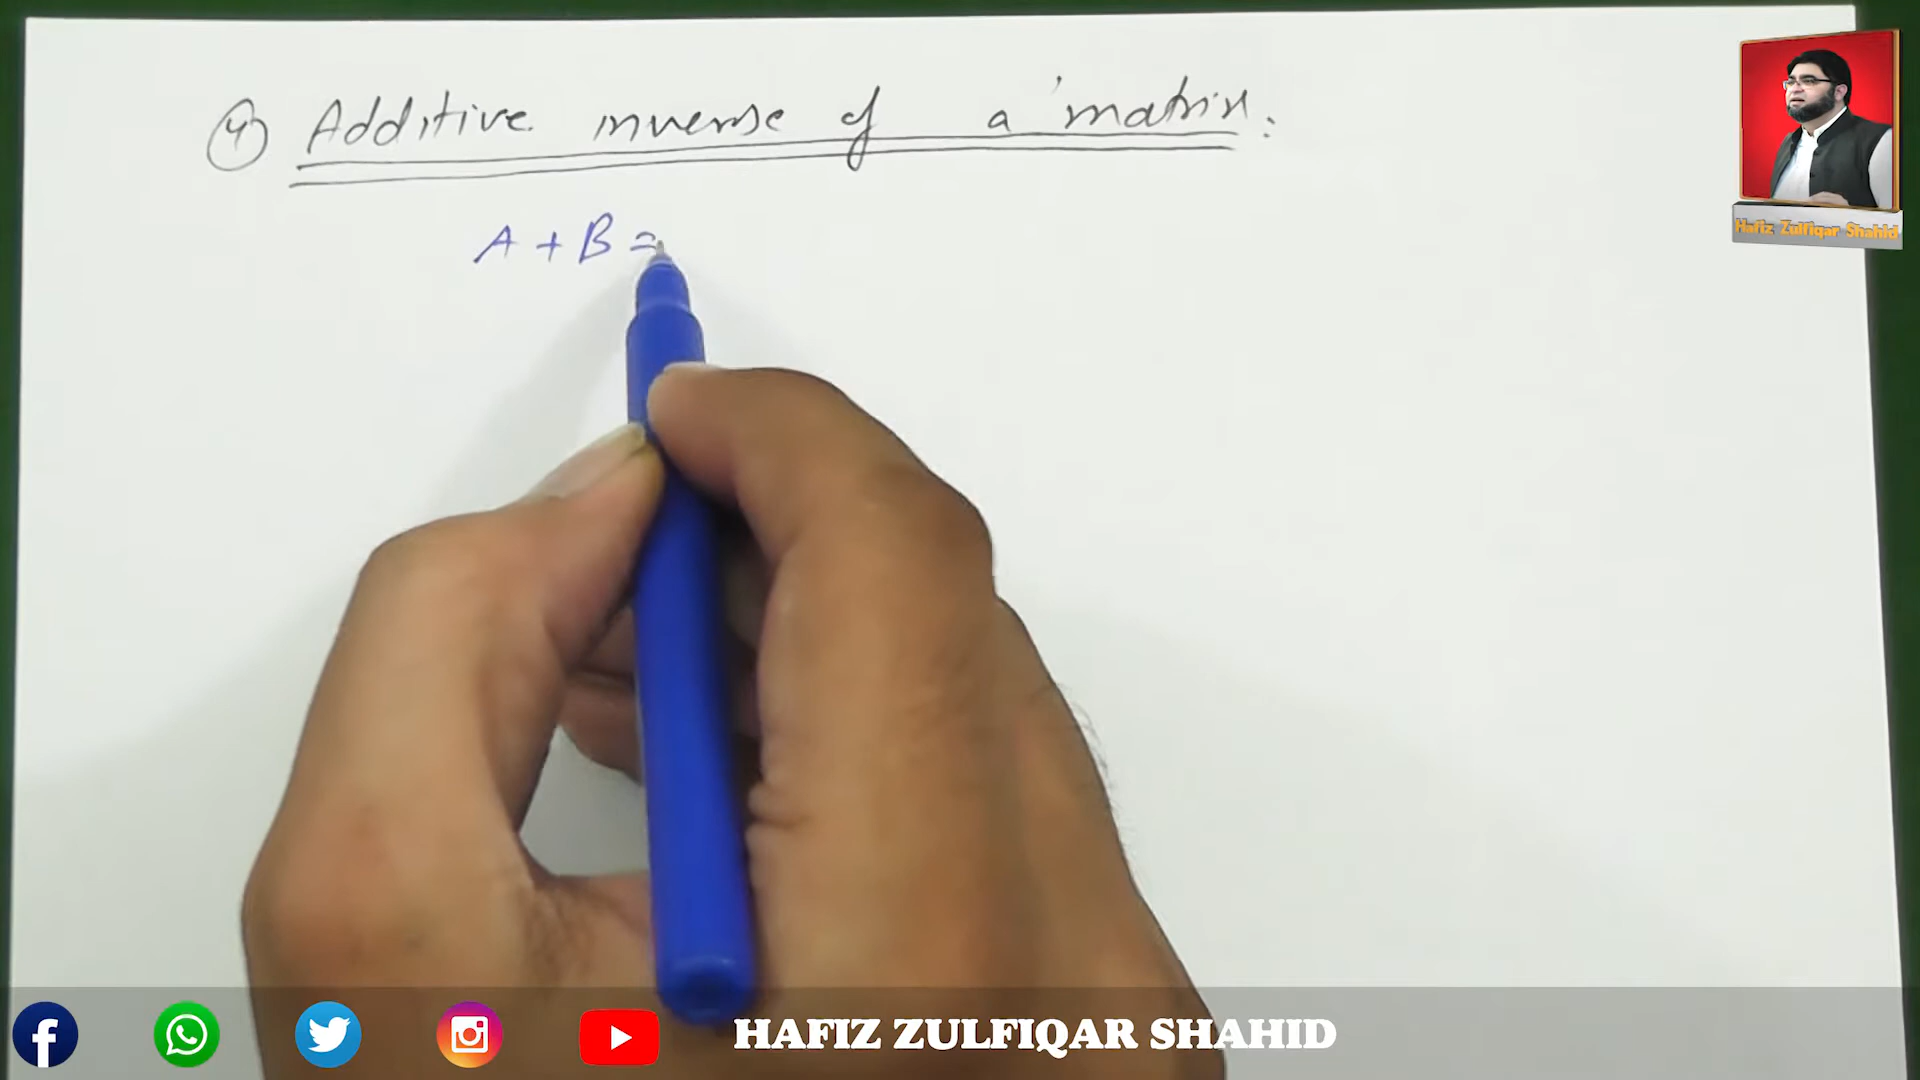 ④ Additive inverse of a matrix:
Hafiz Zulfiqar Shahid
A + B =
HAFIZ ZULFIQAR SHAHID